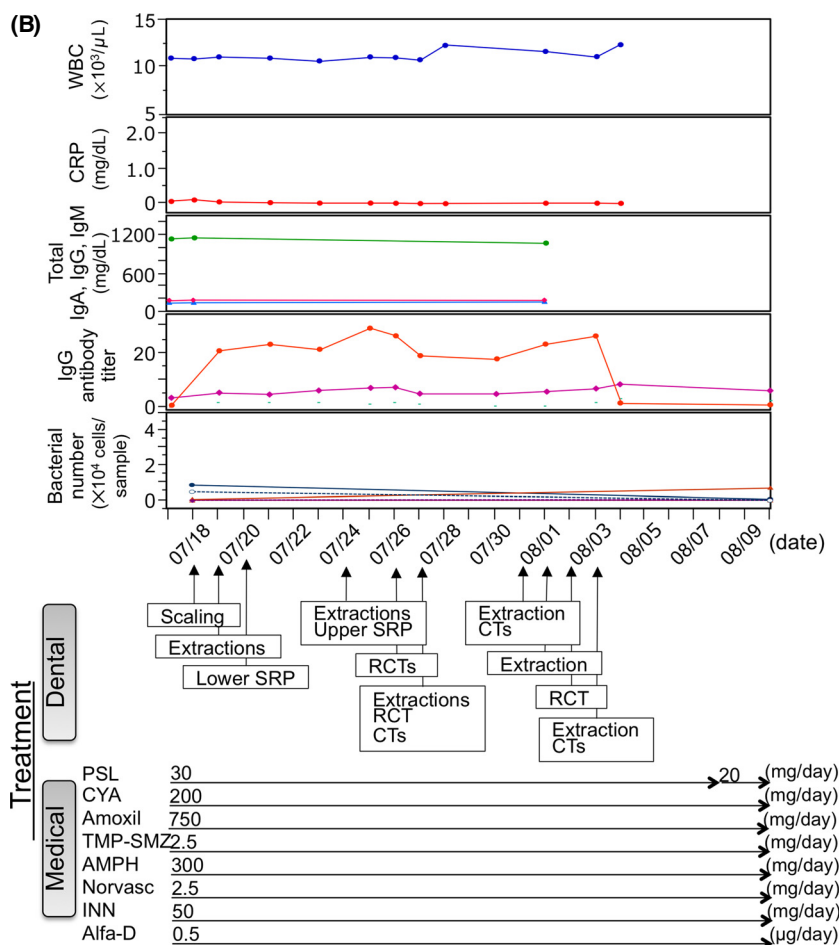 (B)
WBC
(×10³/μL)
15
10
5
CRP
(mg/dL)
2.0
1.0
0
Total
IgA, IgG, IgM
(mg/dL)
1200
600
0
IgG
antibody
titer
20
0
Bacterial
number
(×10⁴ cells/
sample)
4
2
0
07/18
07/20
07/22
07/24
07/26
07/28
07/30
08/01
08/03
08/05
08/07
08/09
(date)
Treatment
Dental
Scaling
Extractions
Lower SRP
Extractions
Upper SRP
RCTs
Extractions
RCT
CTs
Extraction
CTs
Extraction
RCT
Extraction
CTs
Medical
PSL 30 20 (mg/day)
CYA 200 (mg/day)
Amoxil 750 (mg/day)
TMP-SMZ 2.5 (mg/day)
AMPH 300 (mg/day)
Norvasc 2.5 (mg/day)
INN 50 (mg/day)
Alfa-D 0.5 (μg/day)